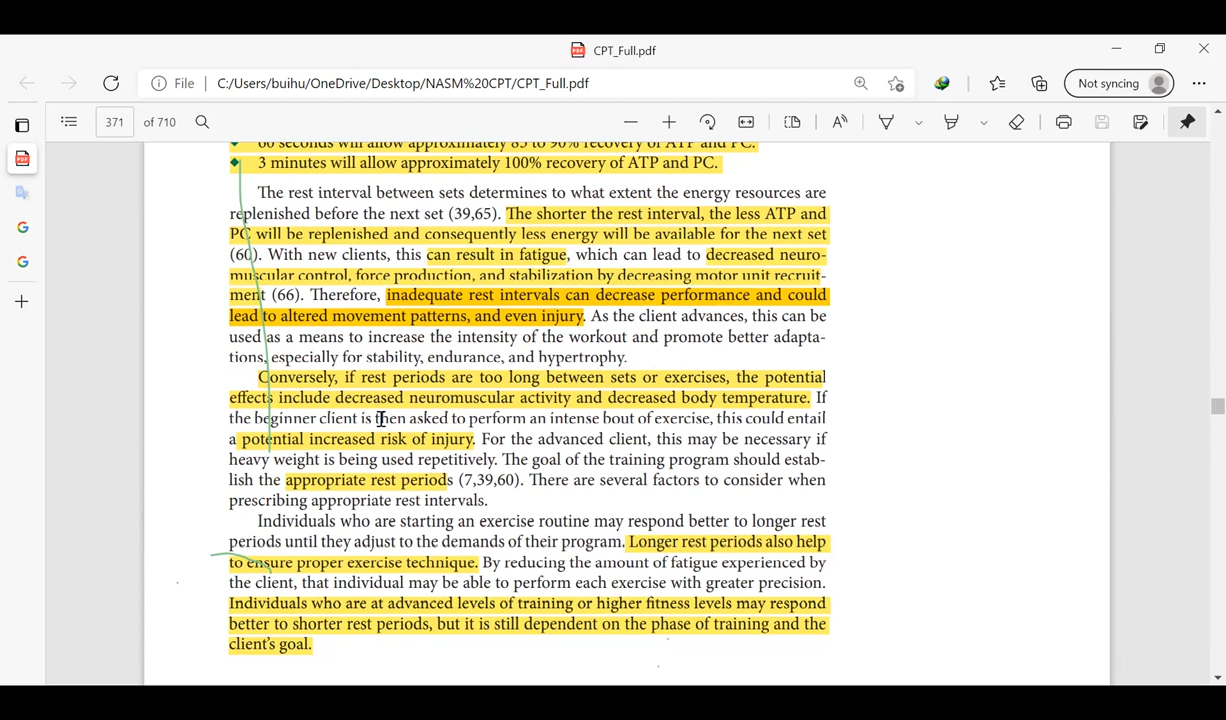 CPT_Full.pdf
File
C:/Users/buihu/OneDrive/Desktop/NASM%20CPT/CPT_Full.pdf
Not syncing
371 of 710
60 seconds will allow approximately 85 to 90% recovery of ATP and PC.
3 minutes will allow approximately 100% recovery of ATP and PC.
The rest interval between sets determines to what extent the energy resources are
replenished before the next set (39,65). The shorter the rest interval, the less ATP and
PC will be replenished and consequently less energy will be available for the next set
(60). With new clients, this can result in fatigue, which can lead to decreased neuro-
muscular control, force production, and stabilization by decreasing motor unit recruit-
ment (66). Therefore, inadequate rest intervals can decrease performance and could
lead to altered movement patterns, and even injury. As the client advances, this can be
used as a means to increase the intensity of the workout and promote better adapta-
tions, especially for stability, endurance, and hypertrophy.
Conversely, if rest periods are too long between sets or exercises, the potential
effects include decreased neuromuscular activity and decreased body temperature. If
the beginner client is then asked to perform an intense bout of exercise, this could entail
a potential increased risk of injury. For the advanced client, this may be necessary if
heavy weight is being used repetitively. The goal of the training program should estab-
lish the appropriate rest periods (7,39,60). There are several factors to consider when
prescribing appropriate rest intervals.
Individuals who are starting an exercise routine may respond better to longer rest
periods until they adjust to the demands of their program. Longer rest periods also help
to ensure proper exercise technique. By reducing the amount of fatigue experienced by
the client, that individual may be able to perform each exercise with greater precision.
Individuals who are at advanced levels of training or higher fitness levels may respond
better to shorter rest periods, but it is still dependent on the phase of training and the
client's goal.